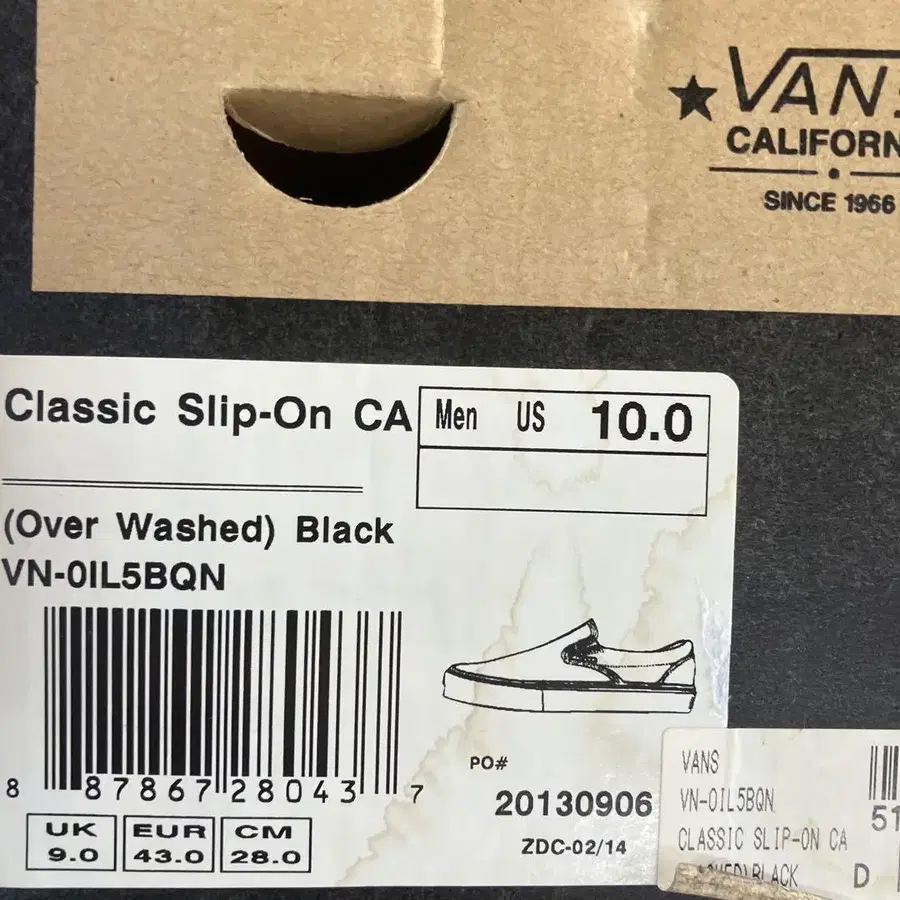 VANS
CALIFORN
SINCE 1966
Classic Slip-On CA
Men US 10.0
(Over Washed) Black
VN-0IL5BQN
8 87867 28043 7
PO#
20130906
ZDC-02/14
UK
9.0
EUR
43.0
CM
28.0
VANS
VN-0IL5BQN
CLASSIC SLIP-ON CA
BLACK
D
51